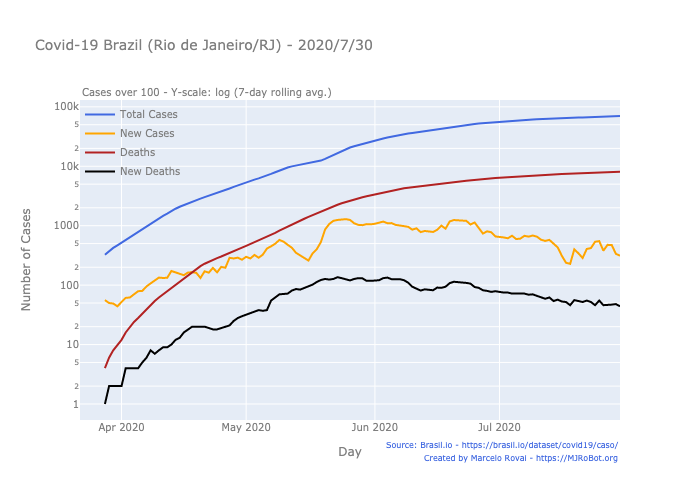 Covid-19 Brazil (Rio de Janeiro/RJ) - 2020/7/30
Cases over 100 - Y-scale: log (7-day rolling avg.)
Total Cases
New Cases
Deaths
New Deaths
Number of Cases
100k
5
2
10k
5
2
1000
5
2
100
5
2
10
5
2
1
Apr 2020
May 2020
Jun 2020
Jul 2020
Day
Source: Brasil.io - https://brasil.io/dataset/covid19/caso/
Created by Marcelo Rovai - https://MJRoBot.org